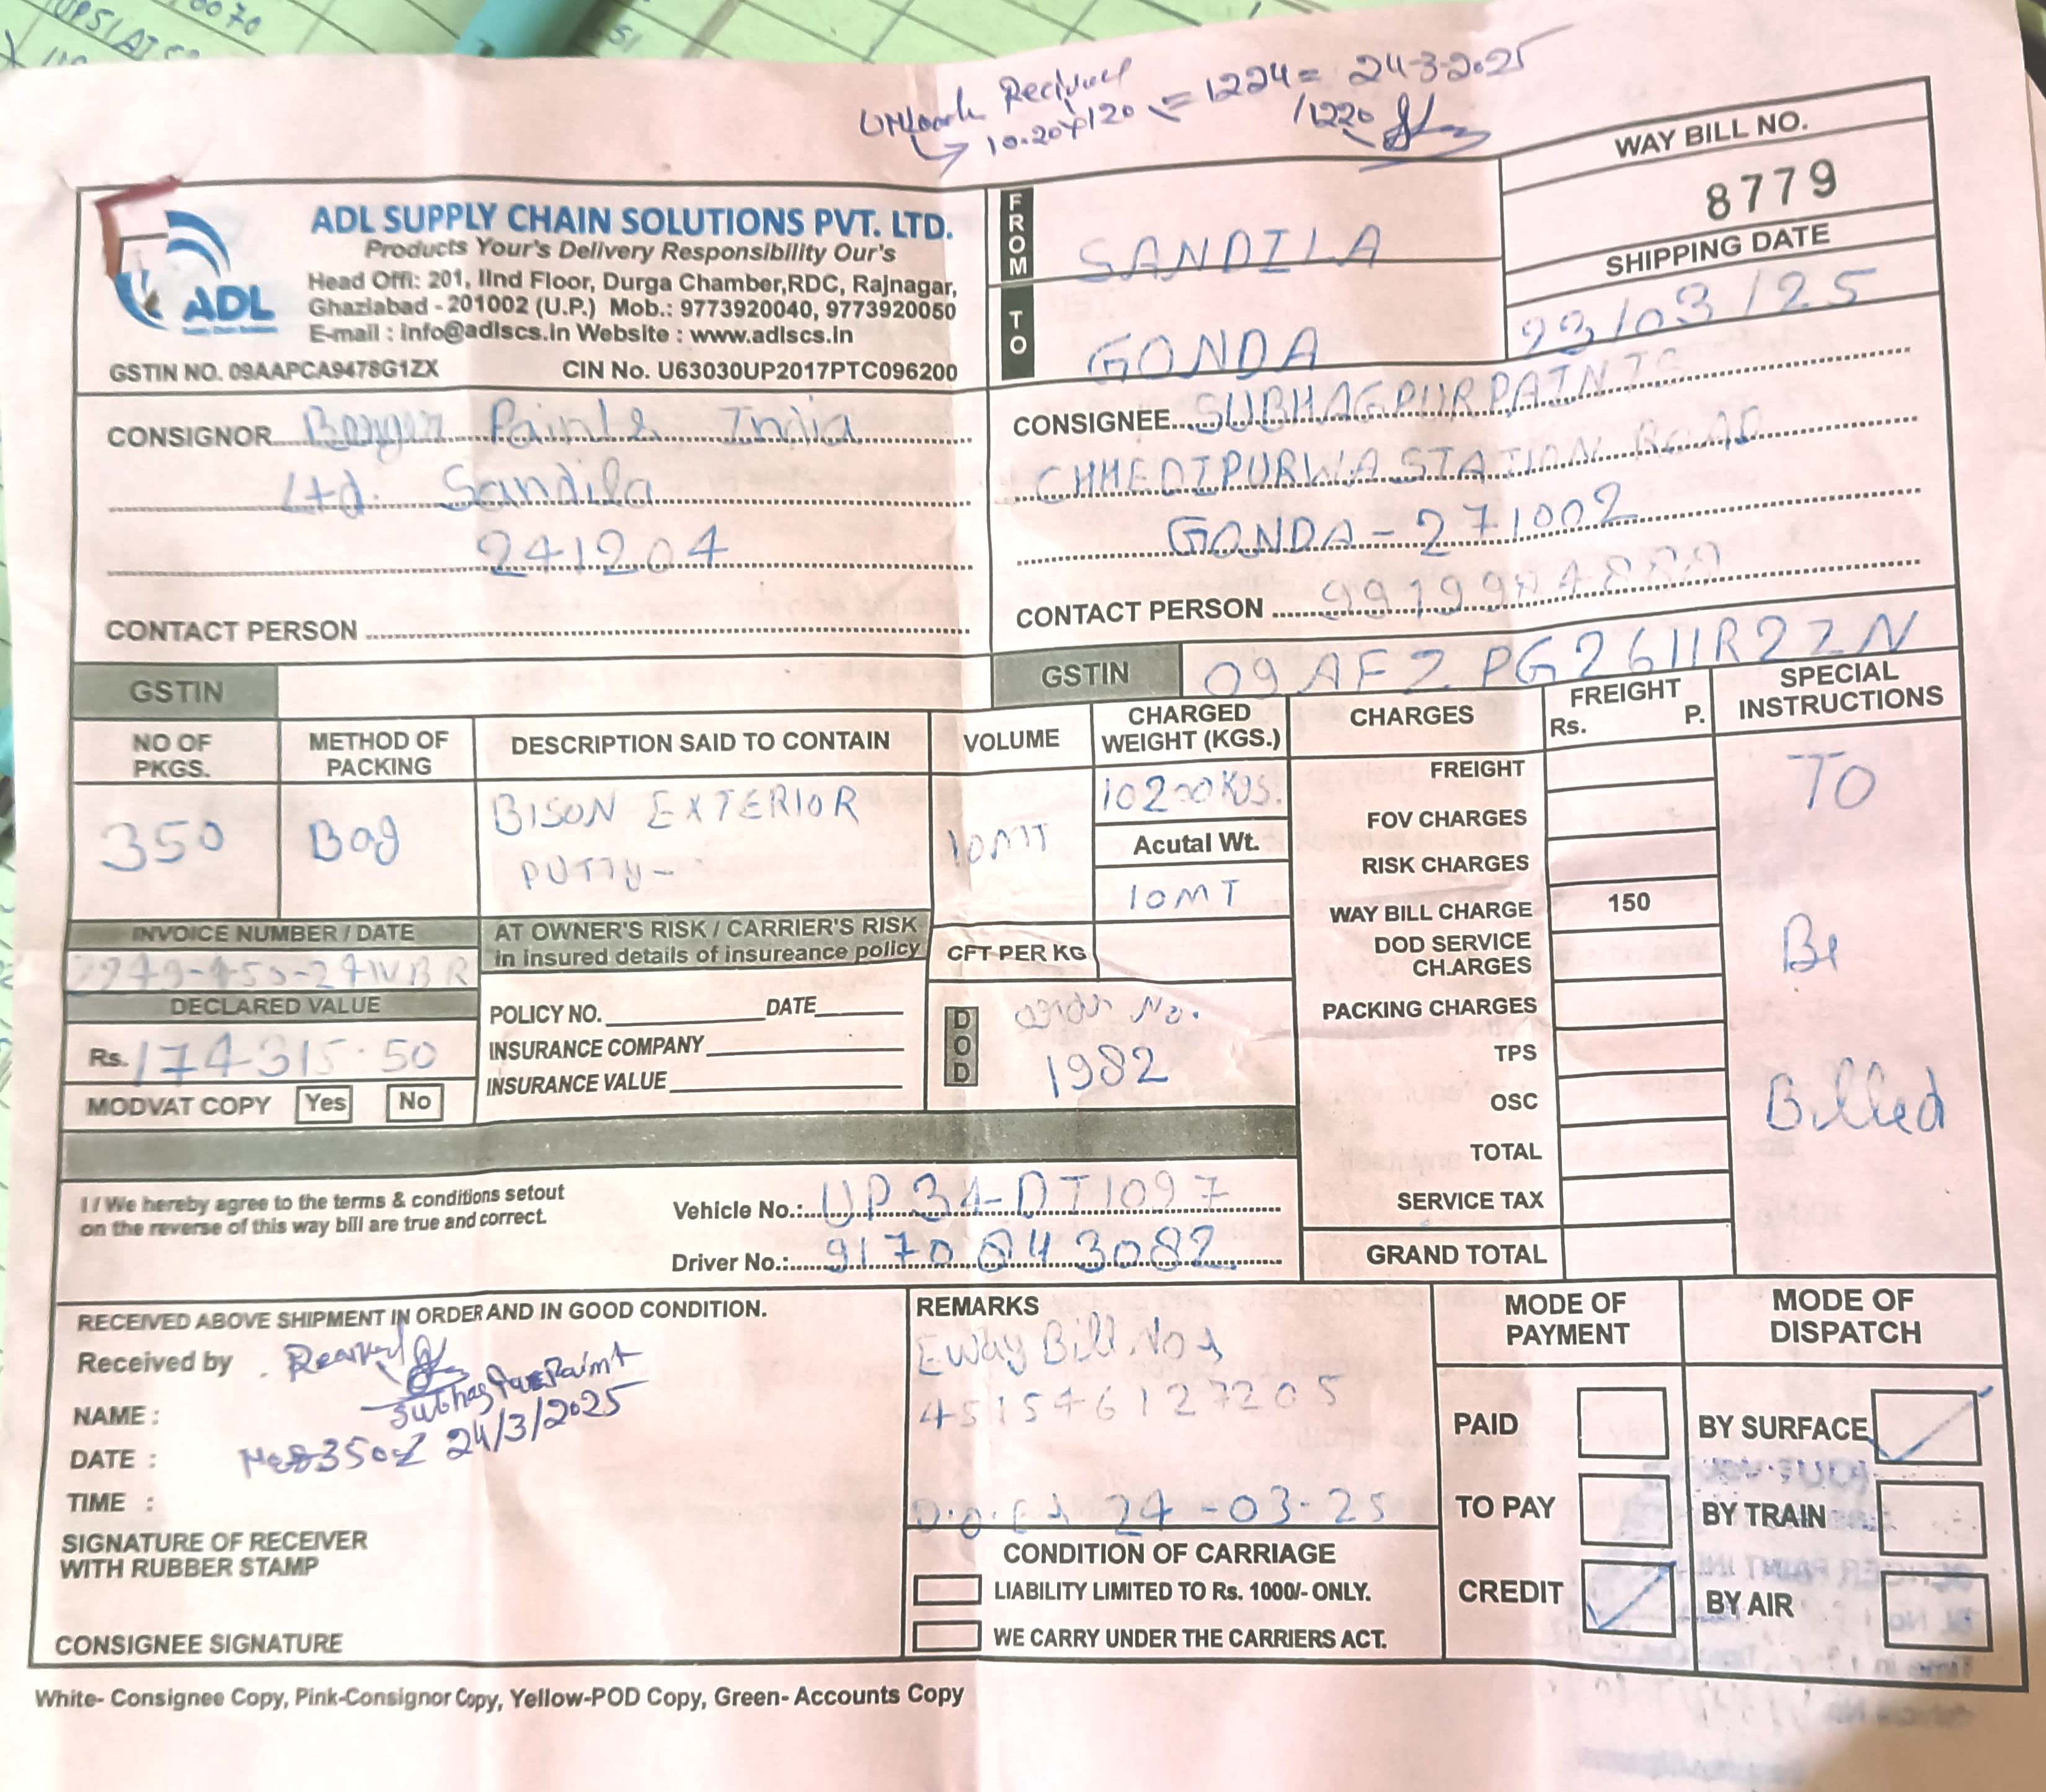 Unload Recived 24-3-2025
10.20x120 = 1224=
/1220
ADL SUPPLY CHAIN SOLUTIONS PVT. LTD.
Products Your's Delivery Responsibility Our's
Head Offi: 201, IInd Floor, Durga Chamber,RDC, Rajnagar,
Ghaziabad - 201002 (U.P.) Mob.: 9773920040, 9773920050
E-mail : info@adlscs.in Website : www.adlscs.in
ADL
GSTIN NO. 09AAPCA9478G1ZX CIN No. U63030UP2017PTC096200
FROM SANDILA
TO GONDA
WAY BILL NO.
8779
SHIPPING DATE
23/03/25
CONSIGNOR Berger Paints India
Ltd. Sandila
241204
CONTACT PERSON
CONSIGNEE SUBHAGPUR PAINTS
CHHEDIPURWA STATION ROAD
GONDA - 271002
CONTACT PERSON
GSTIN
GSTIN 09AFZPG2611R2ZN
NO OF PKGS. METHOD OF PACKING DESCRIPTION SAID TO CONTAIN VOLUME CHARGED WEIGHT (KGS.) CHARGES FREIGHT Rs. P. SPECIAL INSTRUCTIONS
350 Bag BISON EXTERIOR
PUTTY-
10MT 10200 Kgs.
Acutal Wt.
10MT
CFT PER KG
INVOICE NUMBER / DATE
DECLARED VALUE
Rs. 174315.50
MODVAT COPY Yes No
AT OWNER'S RISK / CARRIER'S RISK
in insured details of insureance policy
POLICY NO. DATE
INSURANCE COMPANY
INSURANCE VALUE
DOD Order No.
1982
FREIGHT
FOV CHARGES
RISK CHARGES
WAY BILL CHARGE 150
DOD SERVICE
CH.ARGES
PACKING CHARGES
TPS
OSC
TOTAL
SERVICE TAX
GRAND TOTAL
TO
Be
Billed
I / We hereby agree to the terms & conditions setout
on the reverse of this way bill are true and correct.
Vehicle No.: UP34-DT1097
Driver No.: 9170643082
RECEIVED ABOVE SHIPMENT IN ORDER AND IN GOOD CONDITION.
Received by
NAME : Subhagpur Paint
DATE : 24/3/2025
TIME :
SIGNATURE OF RECEIVER
WITH RUBBER STAMP
CONSIGNEE SIGNATURE
REMARKS
EWay Bill No
451546127205
24-03-25
CONDITION OF CARRIAGE
LIABILITY LIMITED TO Rs. 1000/- ONLY.
WE CARRY UNDER THE CARRIERS ACT.
MODE OF
PAYMENT
PAID
TO PAY
CREDIT
MODE OF
DISPATCH
BY SURFACE
BY TRAIN
BY AIR
White- Consignee Copy, Pink-Consignor Copy, Yellow-POD Copy, Green- Accounts Copy